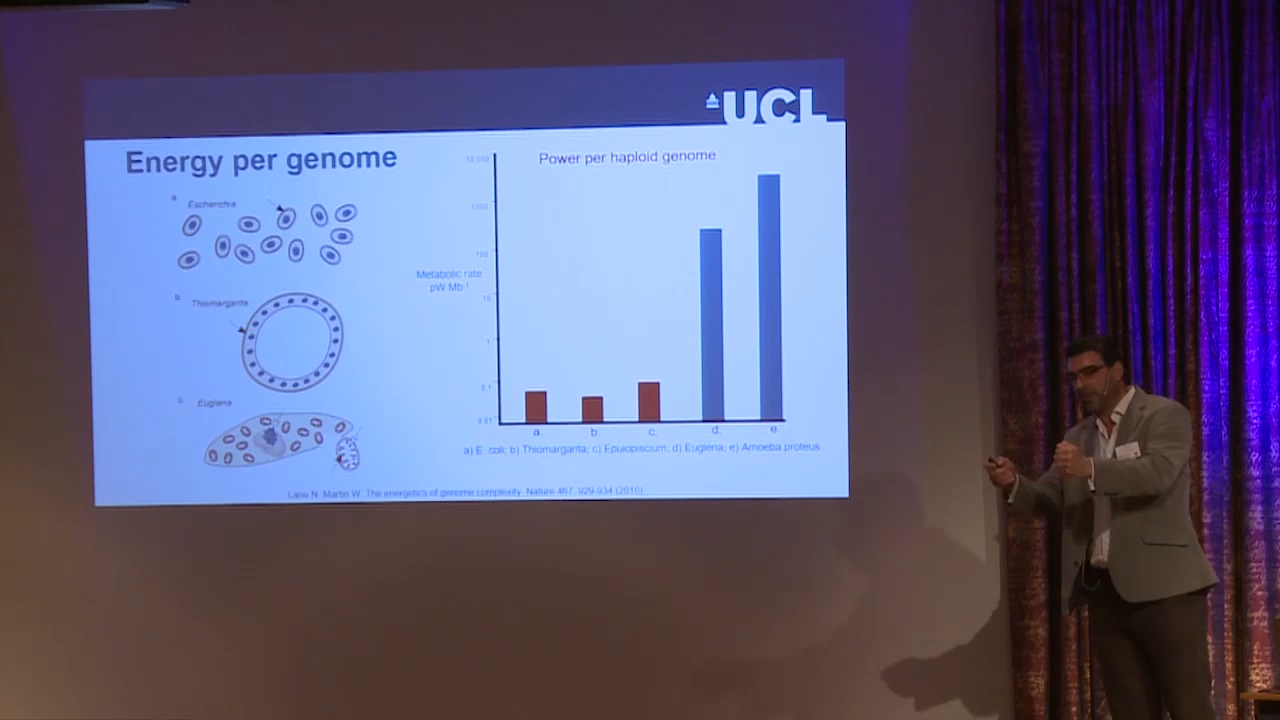 UCL
Energy per genome
a.
Escherichia
b.
Thiomargarita
c.
Euglena
Power per haploid genome
10,000
1000
100
10
1
0.1
0.01
Metabolic rate
pW Mb-1
a. b. c. d. e.
a) E. coli; b) Thiomargarita; c) Epulopiscium; d) Euglena; e) Amoeba proteus
Lane N, Martin W. The energetics of genome complexity. Nature 467, 929-934 (2010)